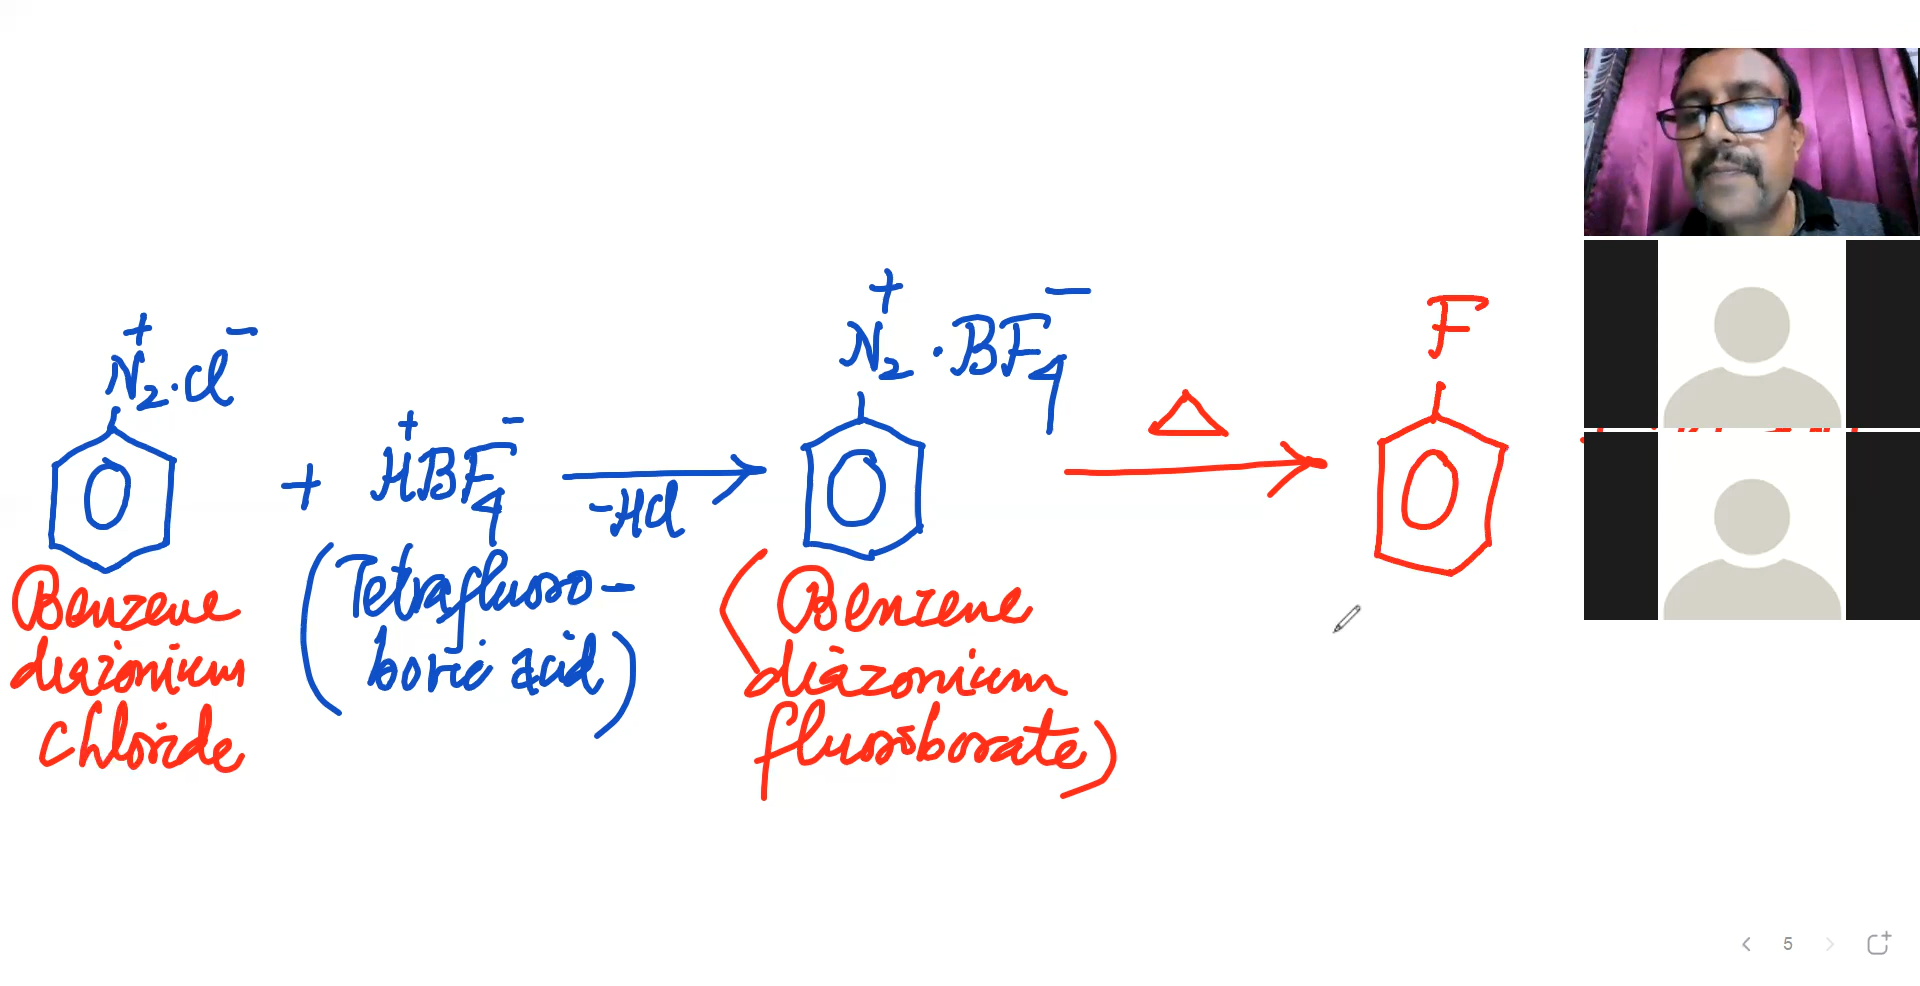 N₂⁺·Cl⁻
+ H⁺BF₄⁻
-HCl
N₂⁺·BF₄⁻
△
F
Benzene
diazonium
Chloride
(Tetrafluoro-
boric acid)
(Benzene
diazonium
fluoroborate)
5